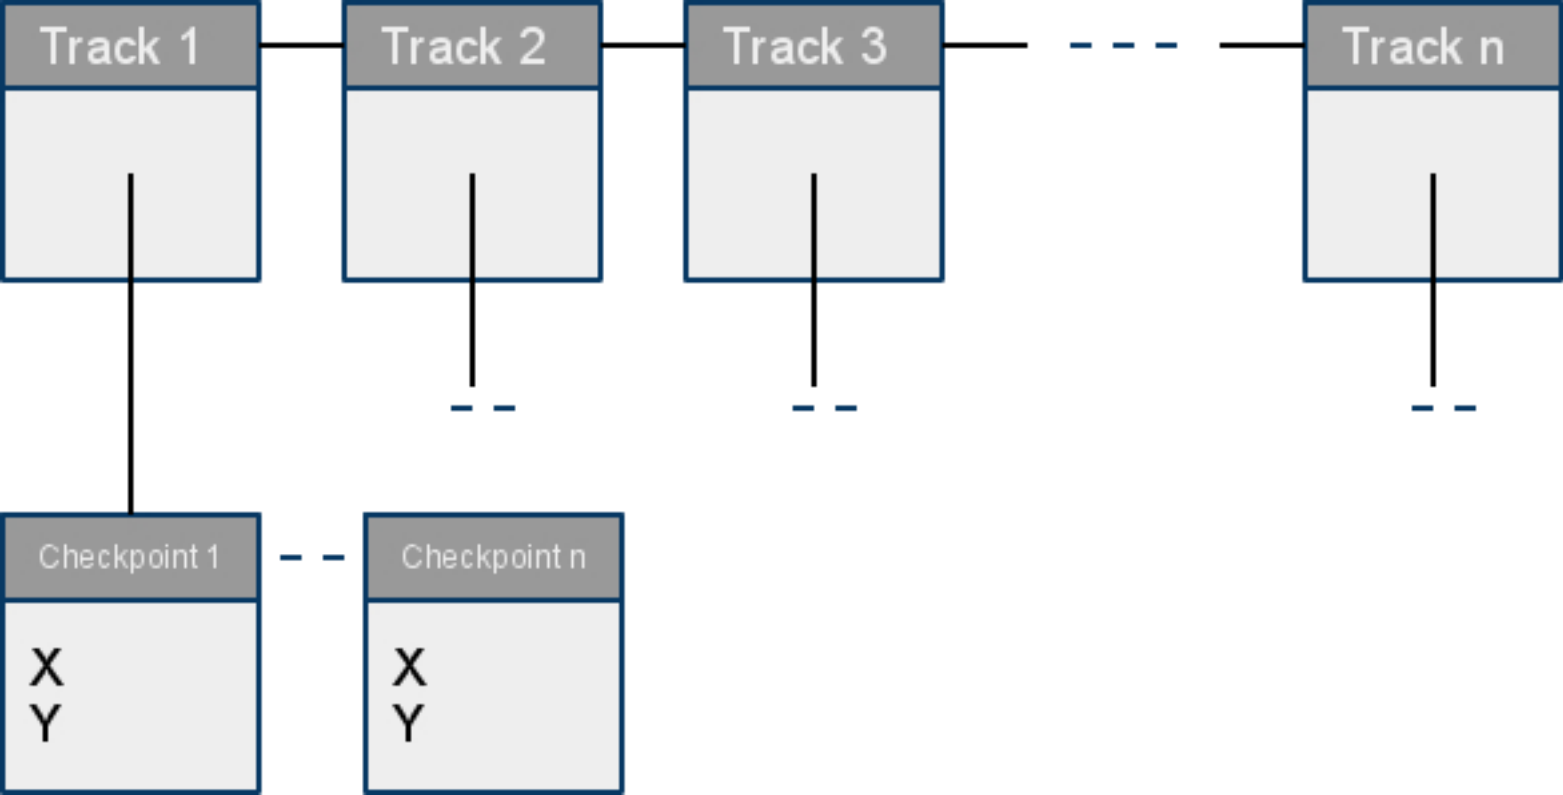 Track 1
Track 2
Track 3
Track n
Checkpoint 1
Checkpoint n
X
Y
X
Y